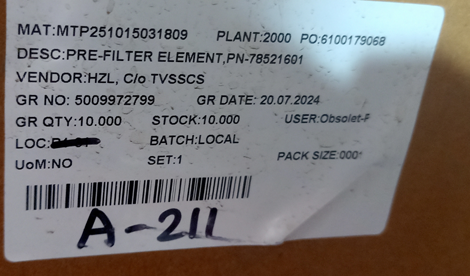 MAT:MTP251015031809 PLANT:2000 PO:6100179068
DESC:PRE-FILTER ELEMENT,PN-78521601
VENDOR:HZL, C/o TVSSCS
GR NO: 5009972799 GR DATE: 20.07.2024
GR QTY:10.000 STOCK:10.000 USER:Obsolet-F
LOC: BATCH:LOCAL
UoM:NO SET:1 PACK SIZE:000
A-211